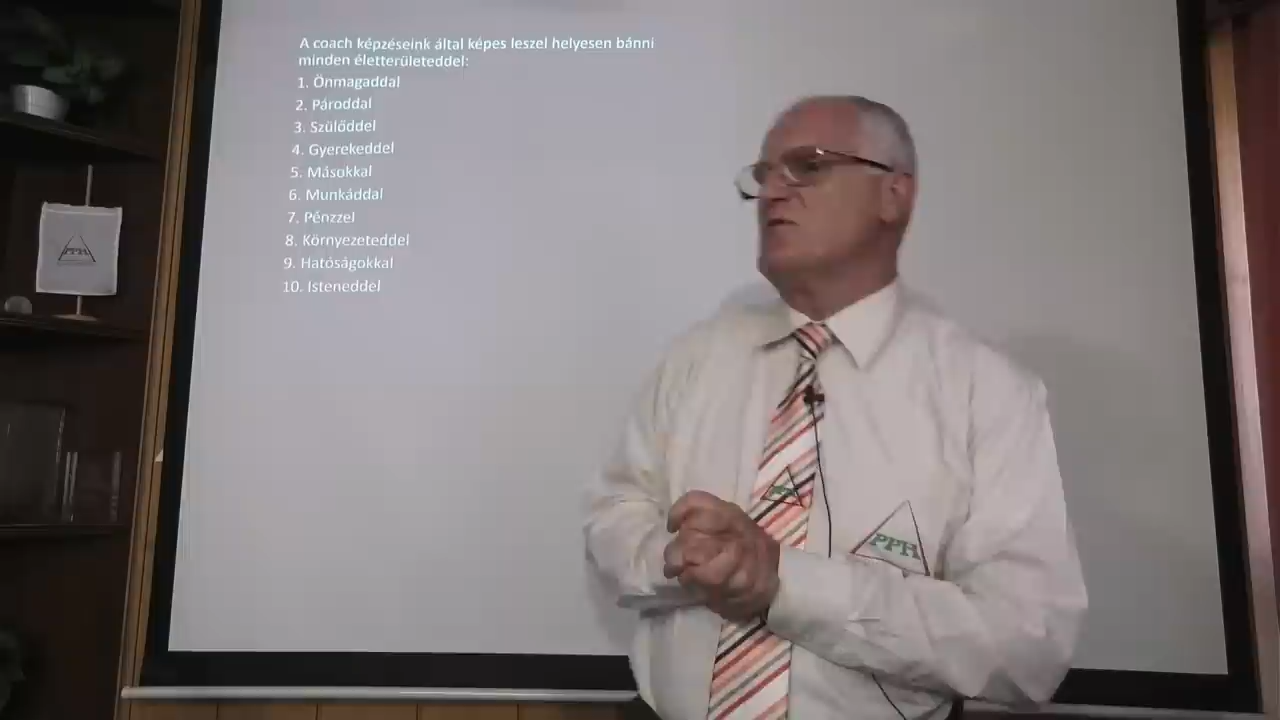 A coach képzéseink által képes leszel helyesen bánni
minden életterületeddel:
1. Önmagaddal
2. Pároddal
3. Szülőddel
4. Gyerekeddel
5. Másokkal
6. Munkáddal
7. Pénzzel
8. Környezeteddel
9. Hatóságokkal
10. Isteneddel
PPH
PPH
PPH